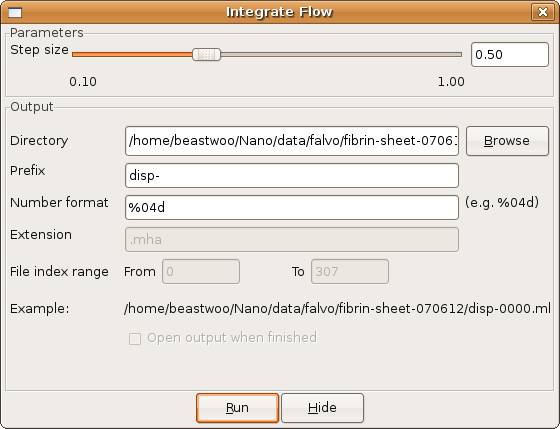 Integrate Flow
Parameters
Step size
0.50
0.10 1.00
Output
Directory /home/beastwoo/Nano/data/falvo/fibrin-sheet-0706 Browse
Prefix disp-
Number format %04d (e.g. %04d)
Extension .mha
File index range From 0 To 307
Example: /home/beastwoo/Nano/data/falvo/fibrin-sheet-070612/disp-0000.ml
Open output when finished
Run Hide